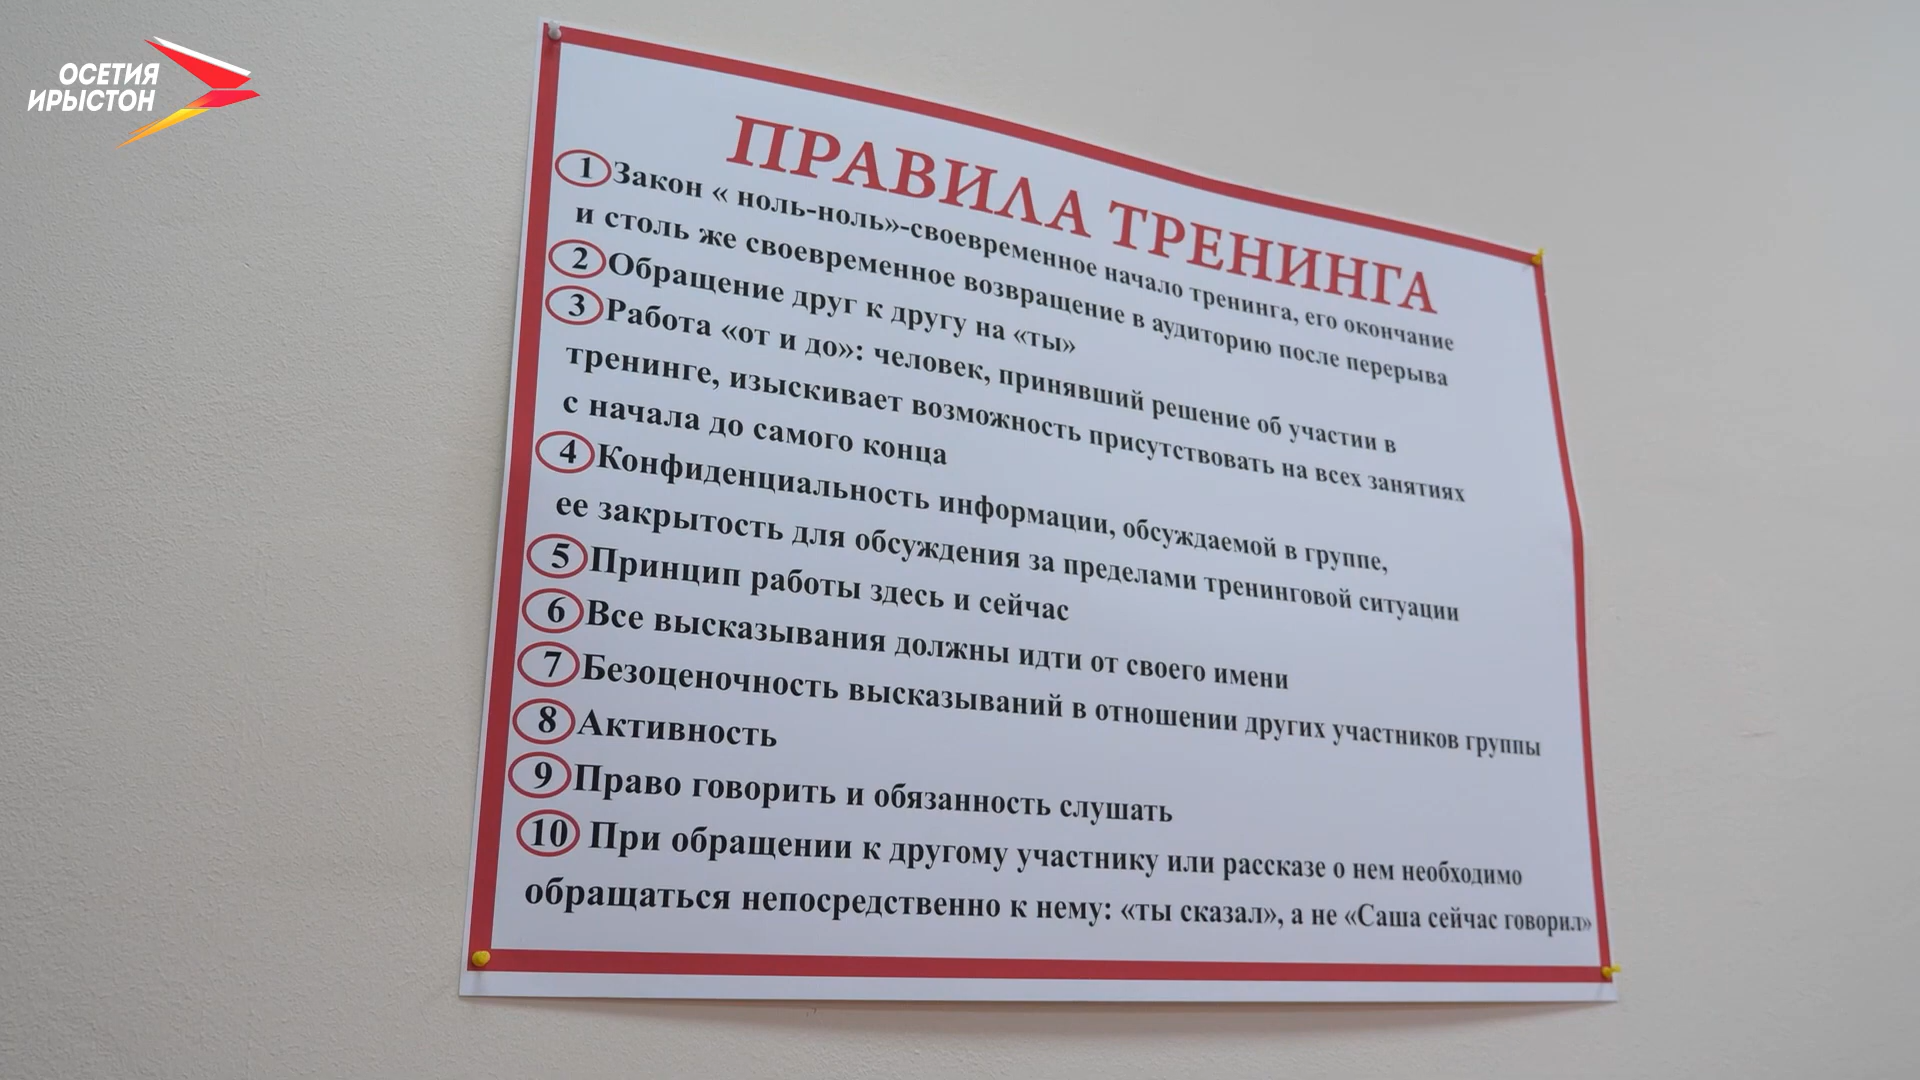 ОСЕТИЯ
ИРЫСТОН
ПРАВИЛА ТРЕНИНГА
1 Закон « ноль-ноль»-своевременное начало тренинга, его окончание
и столь же своевременное возвращение в аудиторию после перерыва
2 Обращение друг к другу на «ты»
3 Работа «от и до»: человек, принявший решение об участии в
тренинге, изыскивает возможность присутствовать на всех занятиях
с начала до самого конца
4 Конфиденциальность информации, обсуждаемой в группе,
ее закрытость для обсуждения за пределами тренинговой ситуации
5 Принцип работы здесь и сейчас
6 Все высказывания должны идти от своего имени
7 Безоценочность высказываний в отношении других участников группы
8 Активность
9 Право говорить и обязанность слушать
10 При обращении к другому участнику или рассказе о нем необходимо
обращаться непосредственно к нему: «ты сказал», а не «Саша сейчас говорил»